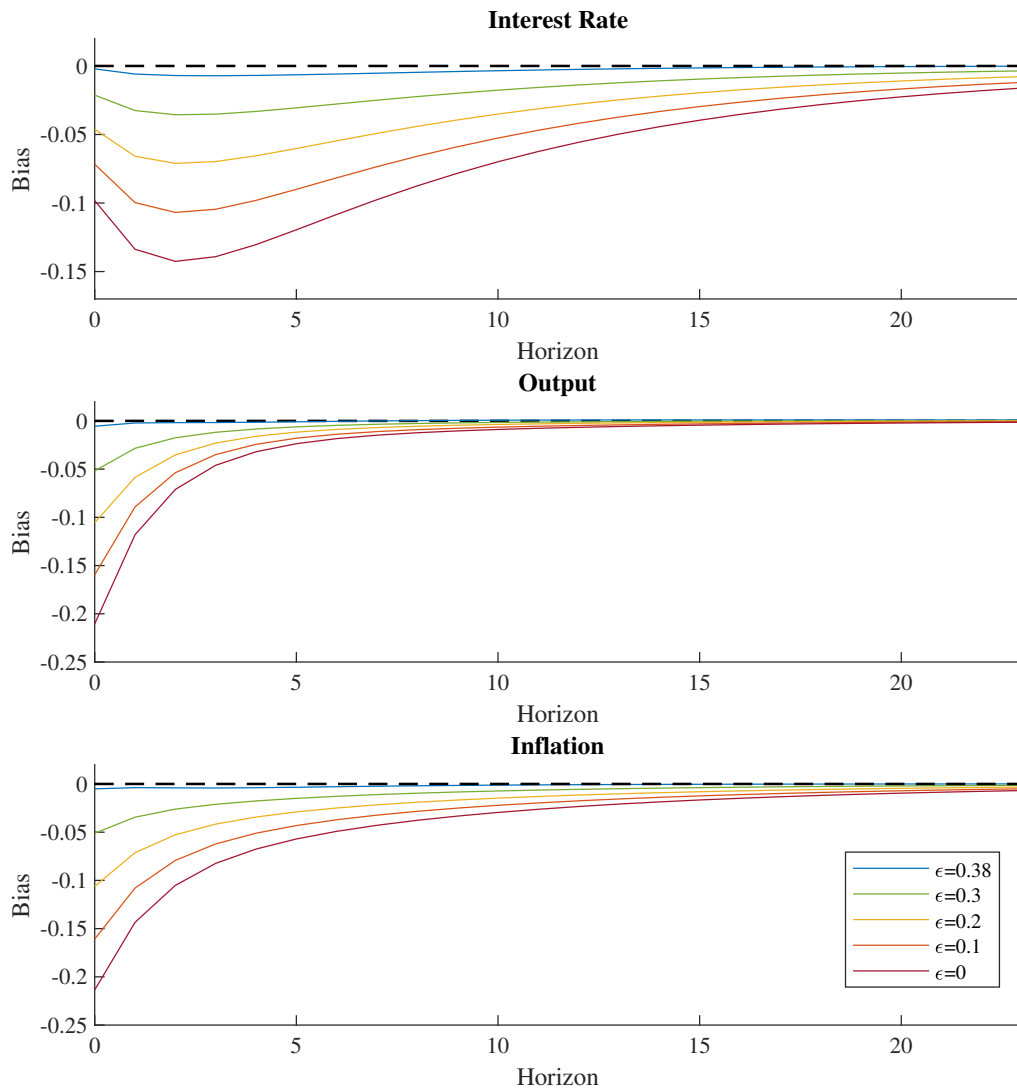 Interest Rate
0
-0.05
-0.1
-0.15
Bias
0 5 10 15 20
Horizon
Output
0
-0.05
-0.1
-0.15
-0.2
-0.25
Bias
0 5 10 15 20
Horizon
Inflation
0
-0.05
-0.1
-0.15
-0.2
-0.25
Bias
ϵ=0.38
ϵ=0.3
ϵ=0.2
ϵ=0.1
ϵ=0
0 5 10 15 20
Horizon